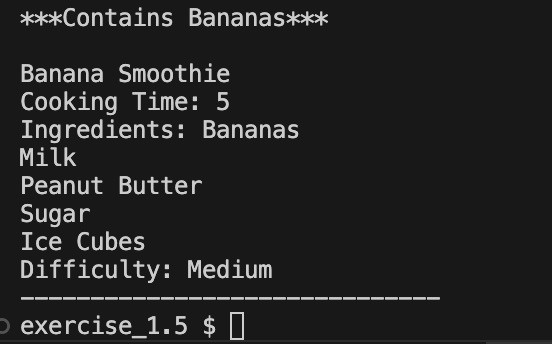 ***Contains Bananas***
Banana Smoothie
Cooking Time: 5
Ingredients: Bananas
Milk
Peanut Butter
Sugar
Ice Cubes
Difficulty: Medium
------------------------------
exercise_1.5 $